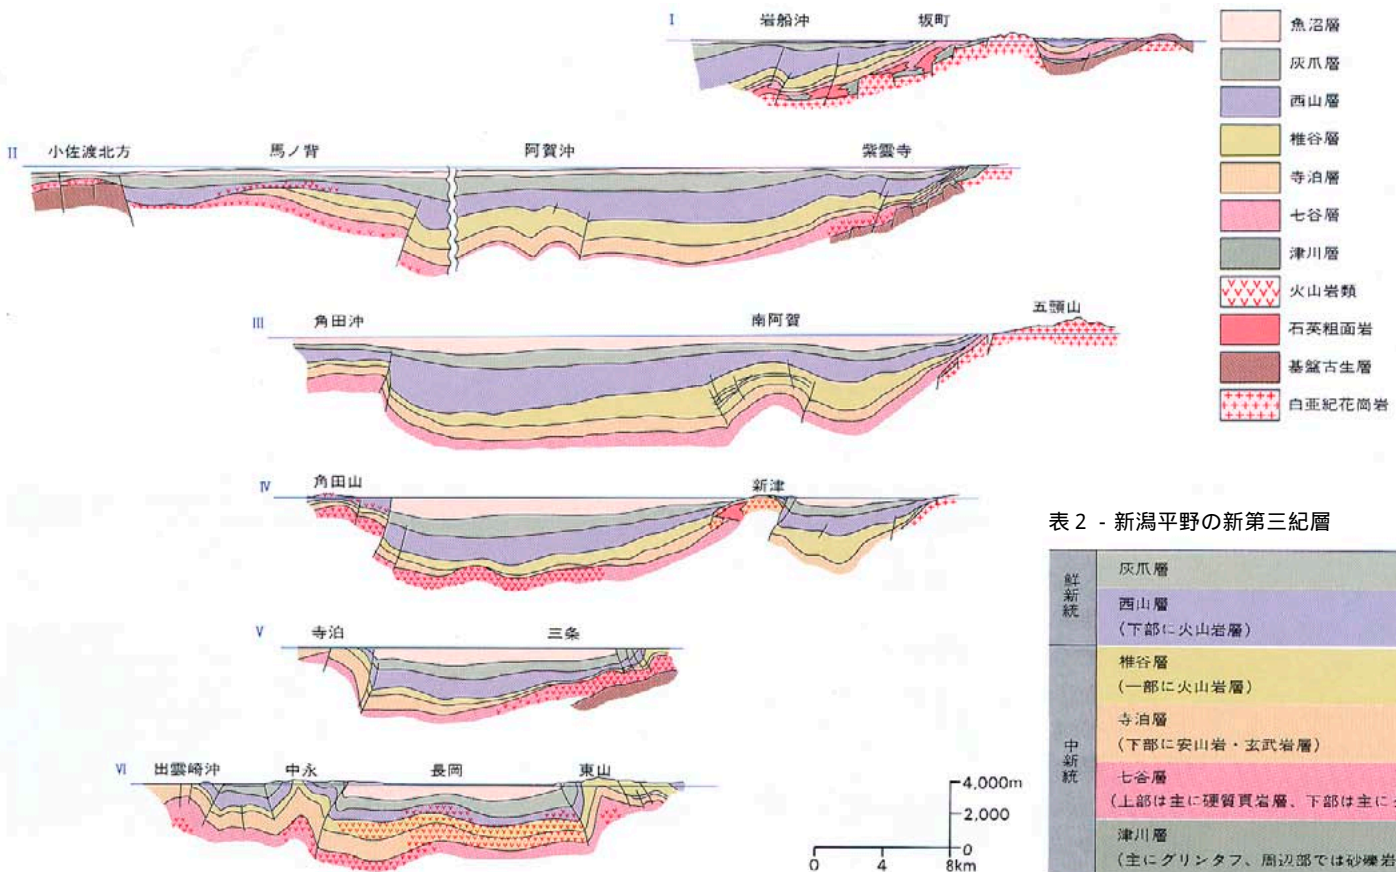 I
岩船沖 坂町
II
小佐渡北方 馬ノ背 阿賀沖 紫雲寺
III
角田沖 南阿賀 五頭山
IV
角田山 新津
V
寺泊 三条
VI
出雲崎沖 中永 長岡 東山
魚沼層
灰爪層
西山層
椎谷層
寺泊層
七谷層
津川層
火山岩類
石英粗面岩
基盤古生層
白亜紀花崗岩
4,000m
2,000
0
0 4 8km
表2 - 新潟平野の新第三紀層
鮮新統
灰爪層
西山層
(下部に火山岩層)
中新統
椎谷層
(一部に火山岩層)
寺泊層
(下部に安山岩・玄武岩層)
七谷層
(上部は主に硬質頁岩層、下部は主に
津川層
(主にグリンタフ、周辺部では砂礫岩